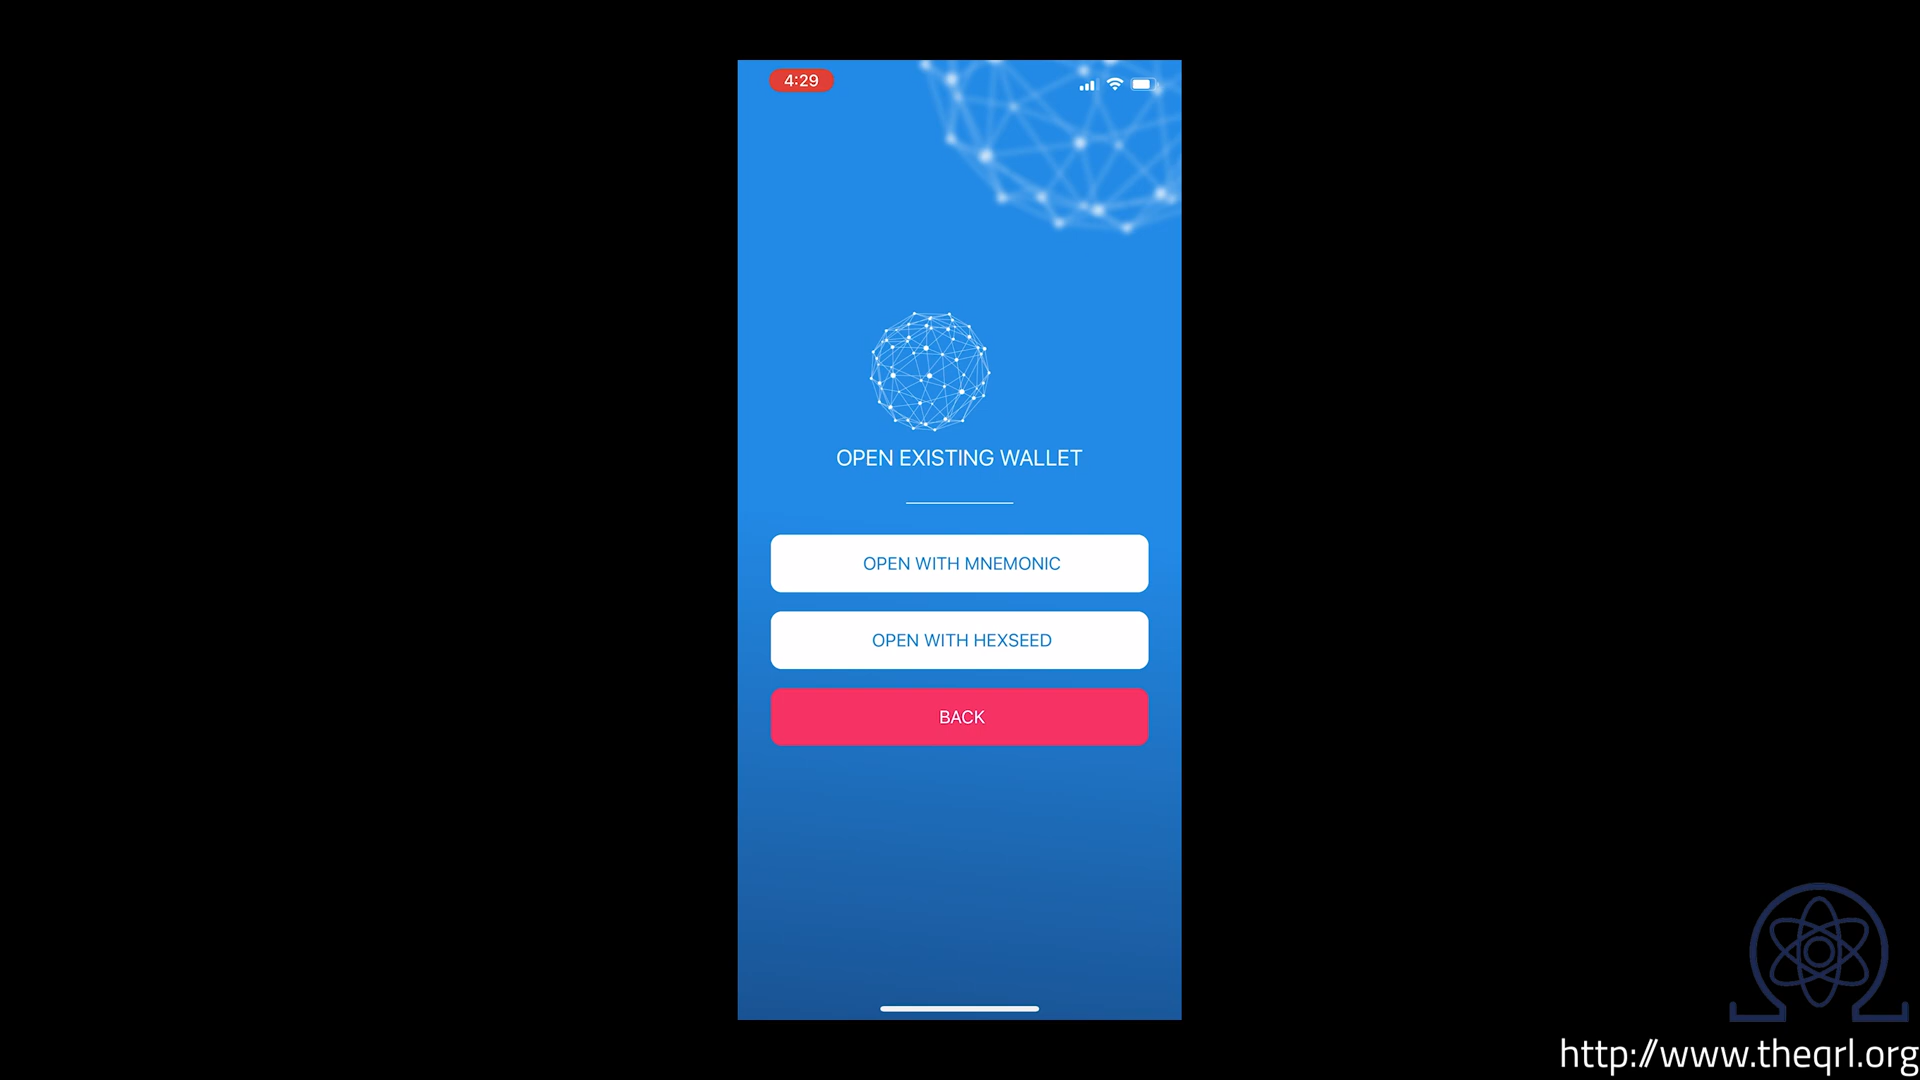 4:29
OPEN EXISTING WALLET
OPEN WITH MNEMONIC
OPEN WITH HEXSEED
BACK
http://www.theqrl.org